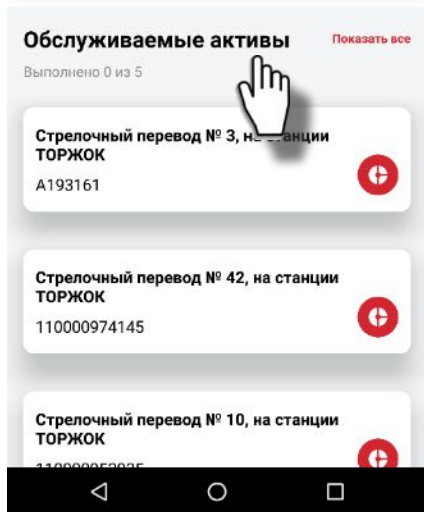 Обслуживаемые активы
Показать все
Выполнено 0 из 5
Стрелочный перевод № 3, на станции
ТОРЖОК
A193161
Стрелочный перевод № 42, на станции
ТОРЖОК
110000974145
Стрелочный перевод № 10, на станции
ТОРЖОК